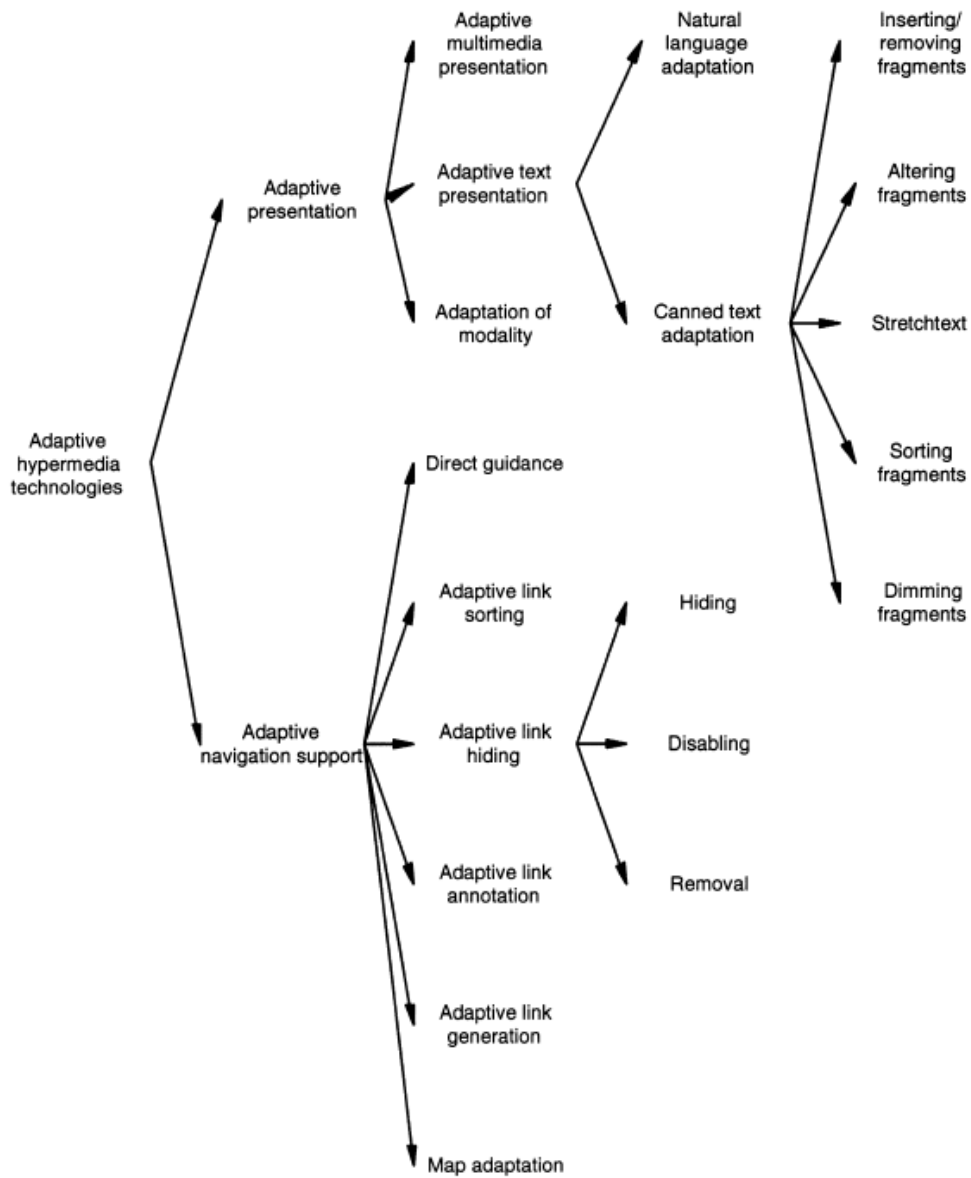 Adaptive
multimedia
presentation
Natural
language
adaptation
Inserting/
removing
fragments
Adaptive
presentation
Adaptive text
presentation
Altering
fragments
Adaptation of
modality
Canned text
adaptation
Stretchtext
Adaptive
hypermedia
technologies
Direct guidance
Sorting
fragments
Adaptive link
sorting
Hiding
Dimming
fragments
Adaptive
navigation support
Adaptive link
hiding
Disabling
Adaptive link
annotation
Removal
Adaptive link
generation
Map adaptation